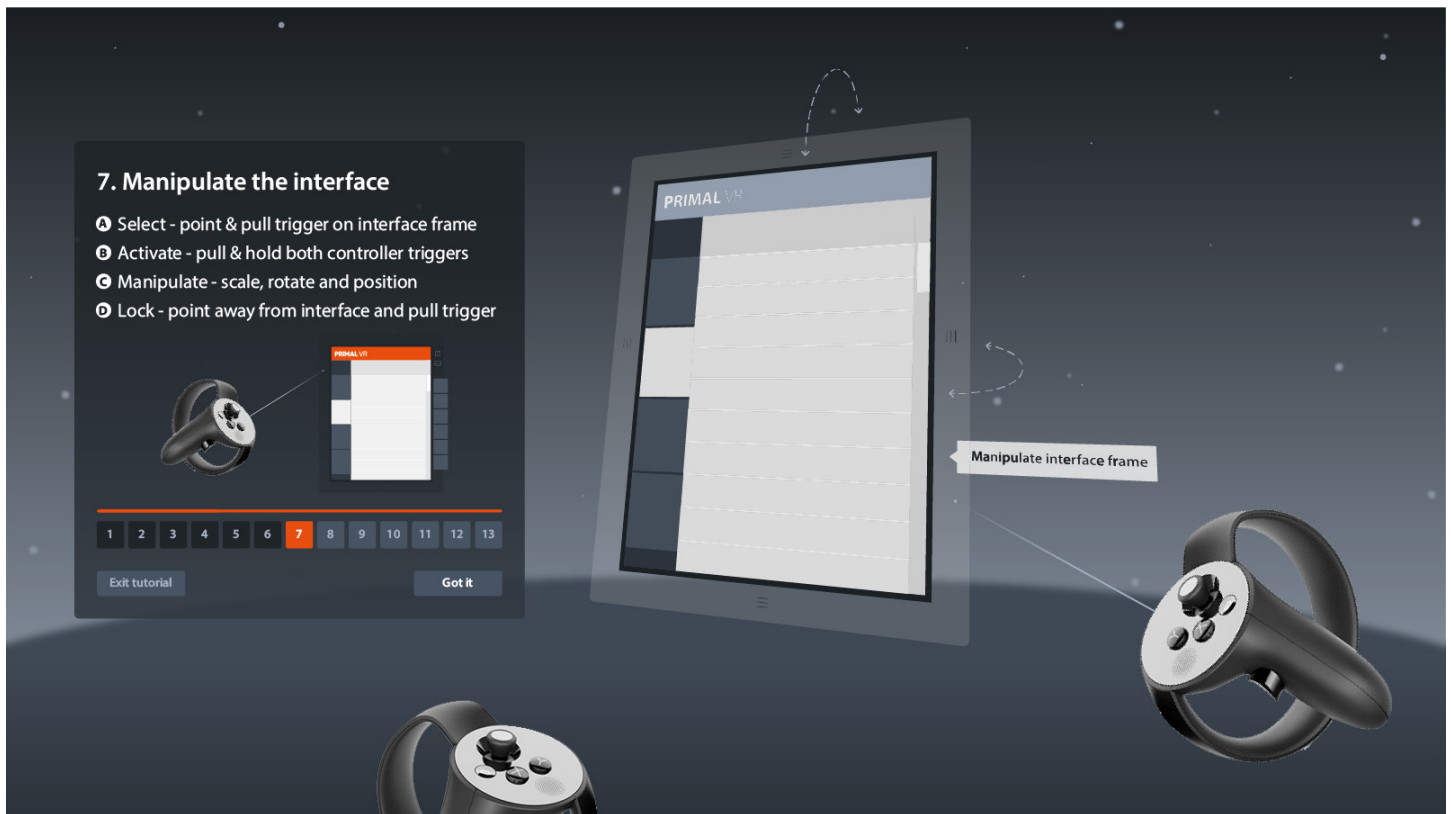 7. Manipulate the interface
A Select - point & pull trigger on interface frame
B Activate - pull & hold both controller triggers
C Manipulate - scale, rotate and position
D Lock - point away from interface and pull trigger
PRIMAL VR
1 2 3 4 5 6 7 8 9 10 11 12 13
Exit tutorial
Got it
PRIMAL VR
Manipulate interface frame
Y X
X Y